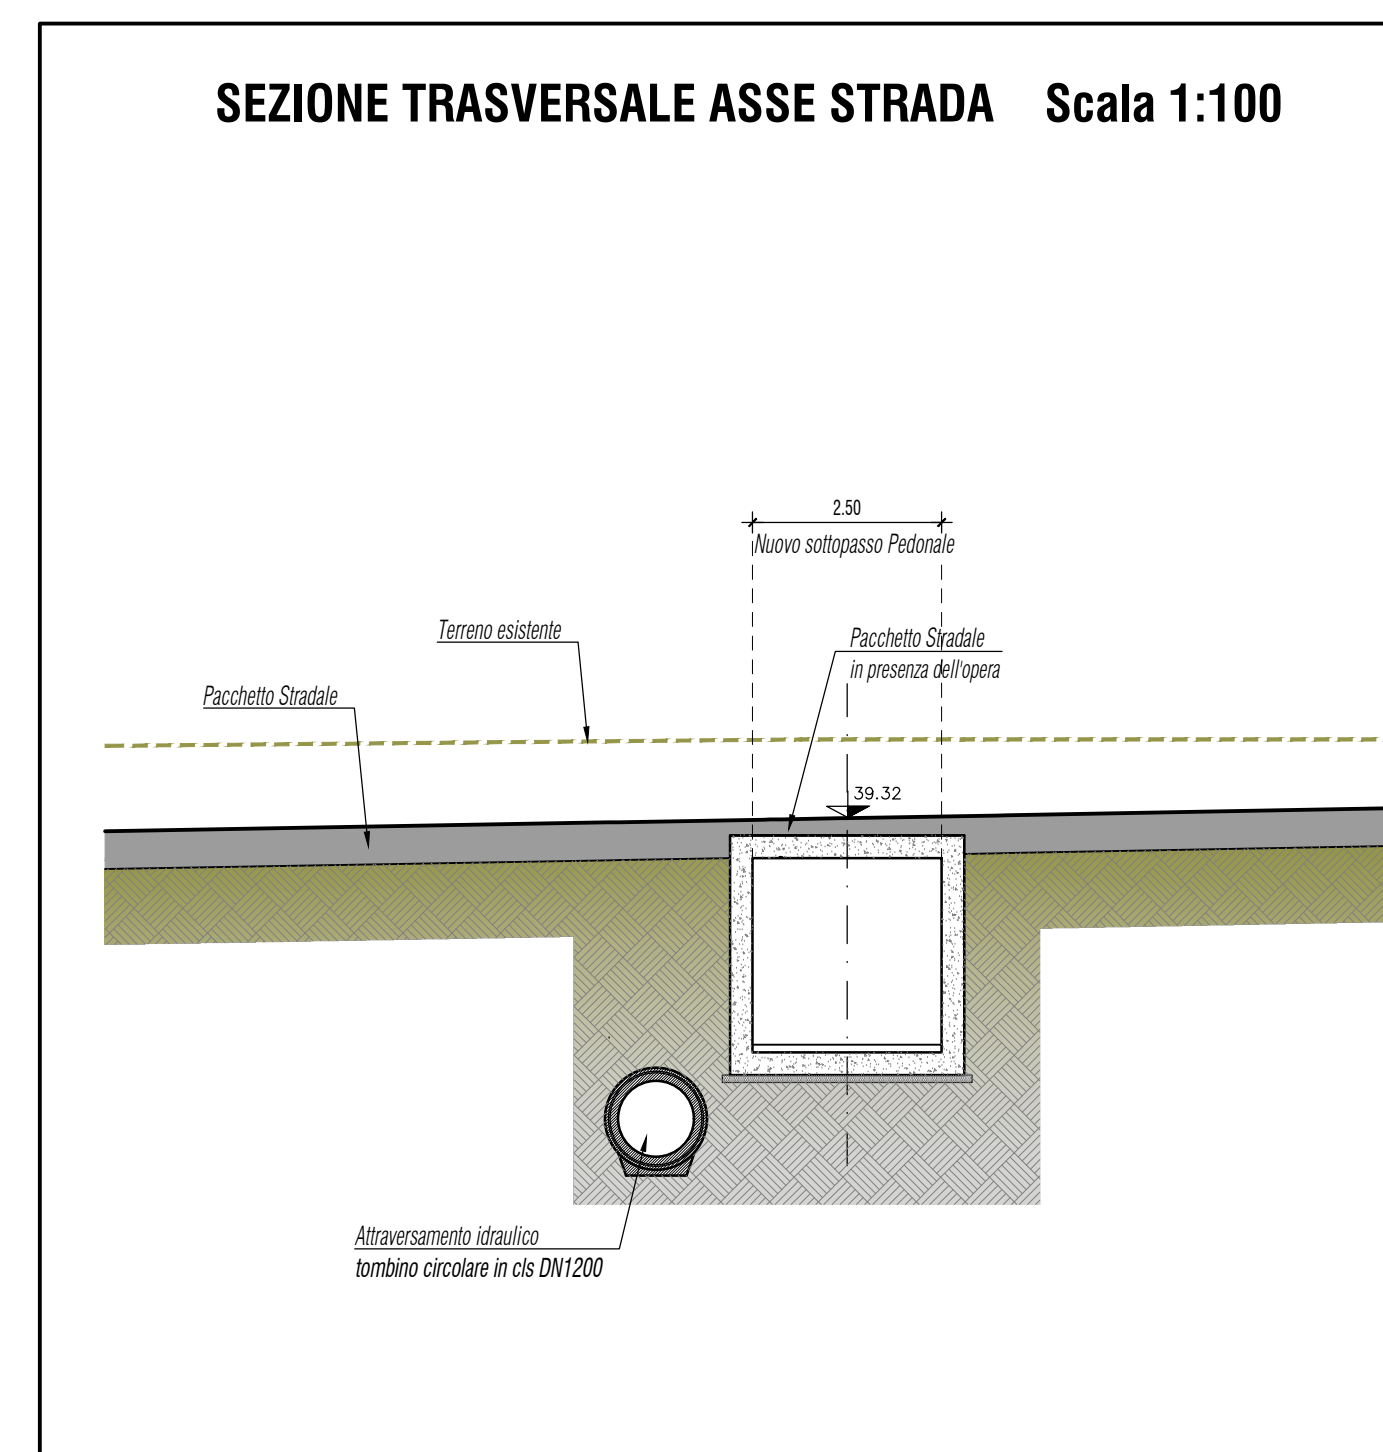 SEZIONE TRASVERSALE ASSE STRADA Scala 1:100
2.50
Nuovo sottopasso Pedonale
Terreno esistente
Pacchetto Stradale
in presenza dell'opera
Pacchetto Stradale
39.32
Attraversamento idraulico
tombino circolare in cls DN1200